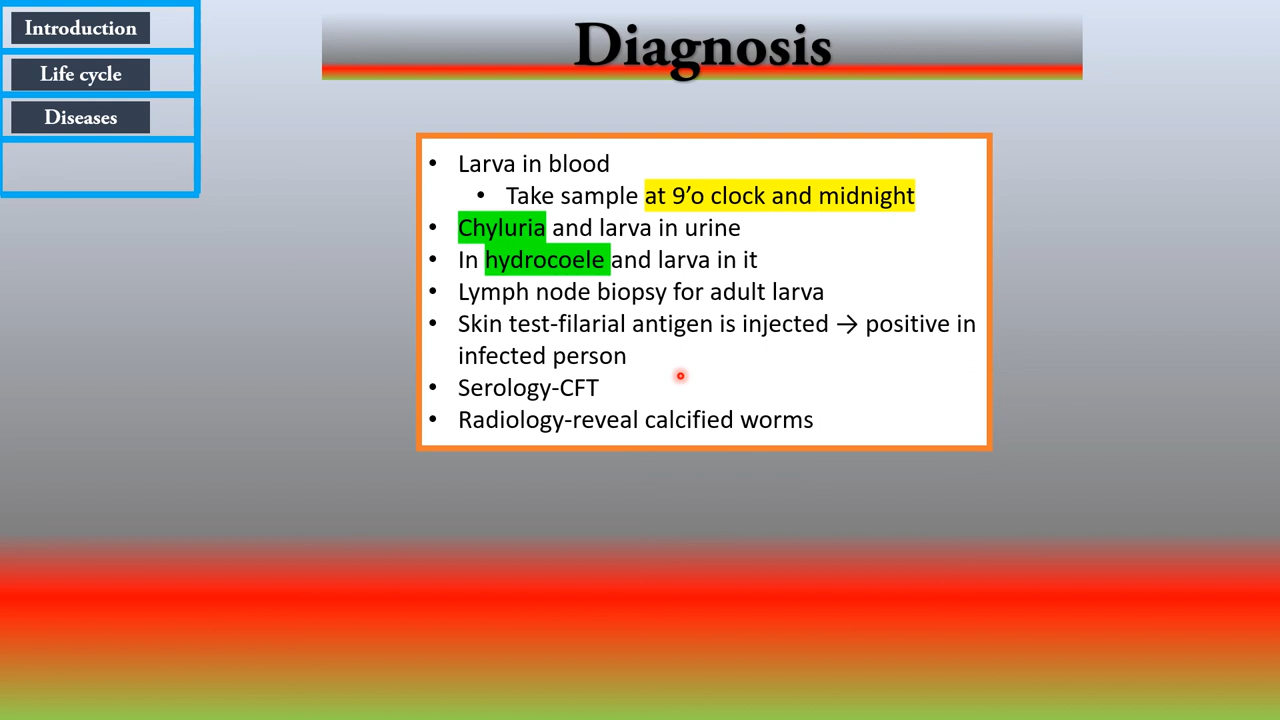 Introduction
Life cycle
Diseases
Diagnosis
• Larva in blood
• Take sample at 9’o clock and midnight
• Chyluria and larva in urine
• In hydrocoele and larva in it
• Lymph node biopsy for adult larva
• Skin test-filarial antigen is injected → positive in
infected person
• Serology-CFT
• Radiology-reveal calcified worms